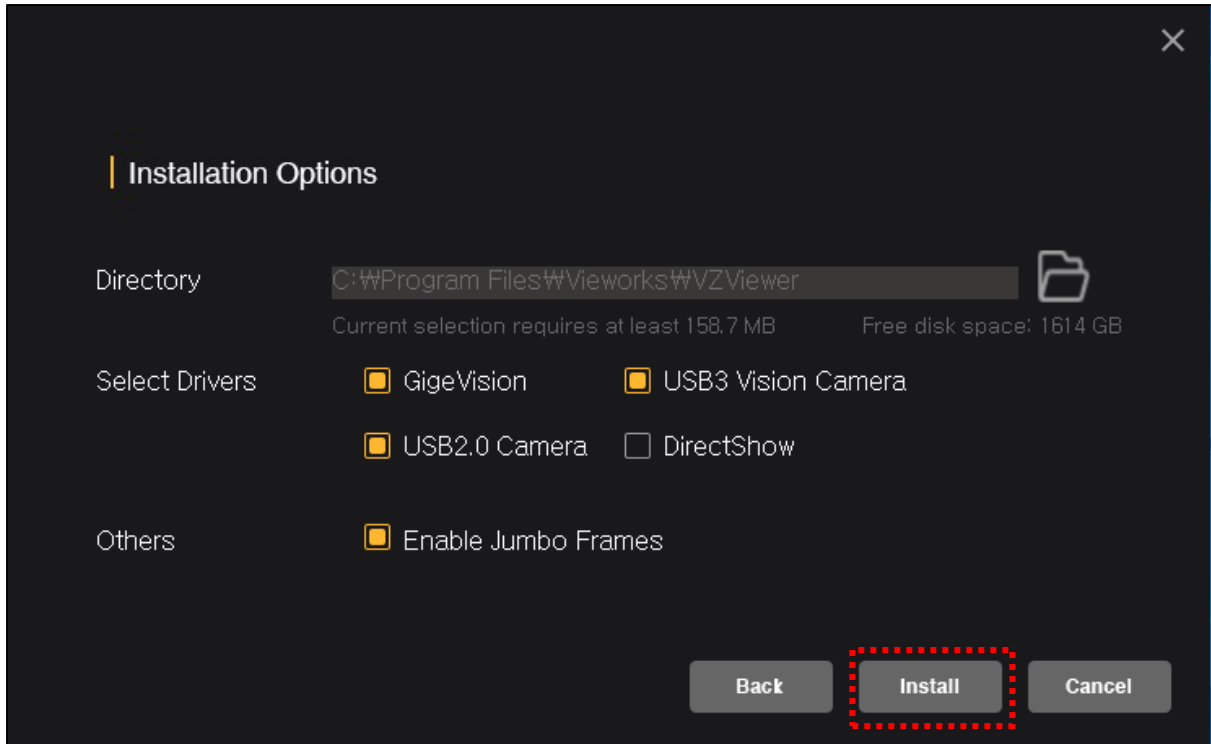 Installation Options
Directory
C:₩Program Files₩Vieworks₩VZViewer
Current selection requires at least 158.7 MB Free disk space: 1614 GB
Select Drivers GigeVision USB3 Vision Camera
USB2.0 Camera DirectShow
Others Enable Jumbo Frames
Back Install Cancel